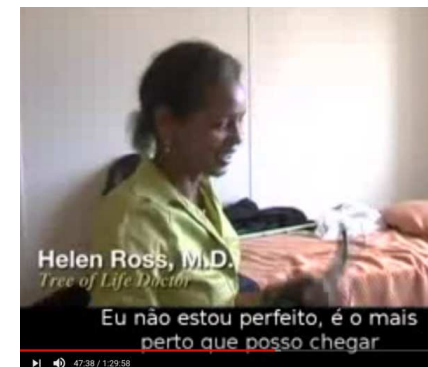 Helen Ross, M.D.
Tree of Life Doctor
Eu não estou perfeito, é o mais
perto que posso chegar
47:38 / 1:29:58